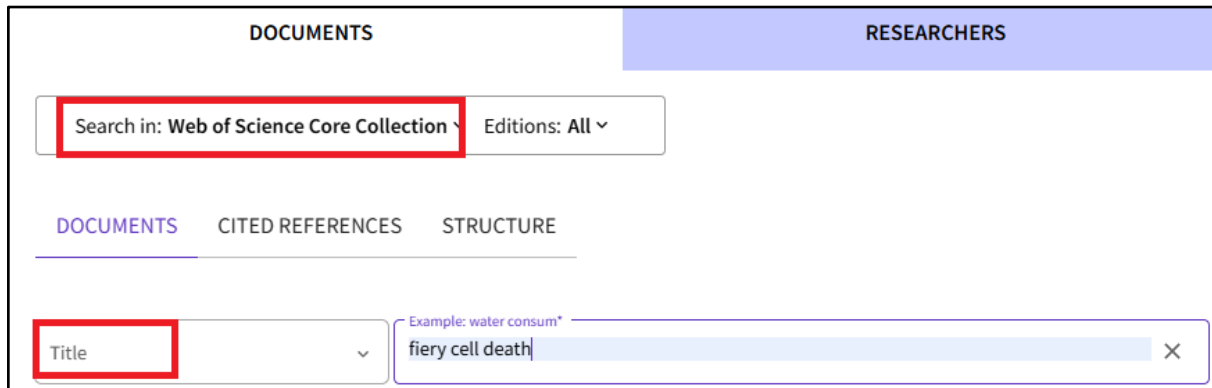 DOCUMENTS RESEARCHERS
Search in: Web of Science Core Collection Editions: All
DOCUMENTS CITED REFERENCES STRUCTURE
Example: water consum*
Title fiery cell death